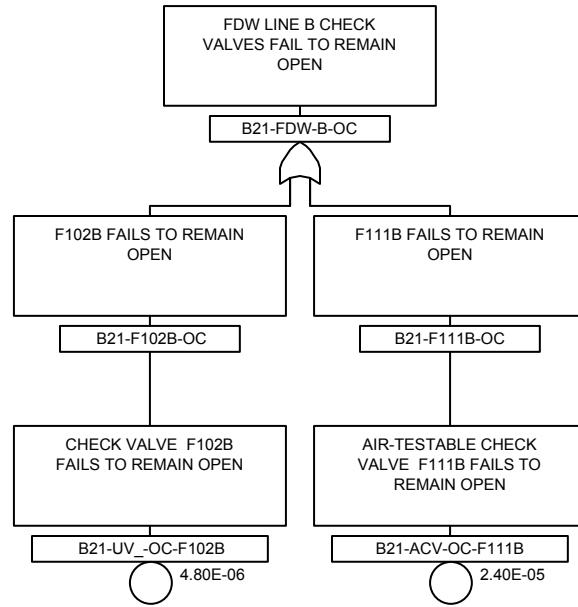 FDW LINE B CHECK
VALVES FAIL TO REMAIN
OPEN
B21-FDW-B-OC
F102B FAILS TO REMAIN
OPEN
B21-F102B-OC
F111B FAILS TO REMAIN
OPEN
B21-F111B-OC
CHECK VALVE F102B
FAILS TO REMAIN OPEN
B21-UV_-OC-F102B
4.80E-06
AIR-TESTABLE CHECK
VALVE F111B FAILS TO
REMAIN OPEN
B21-ACV-OC-F111B
2.40E-05